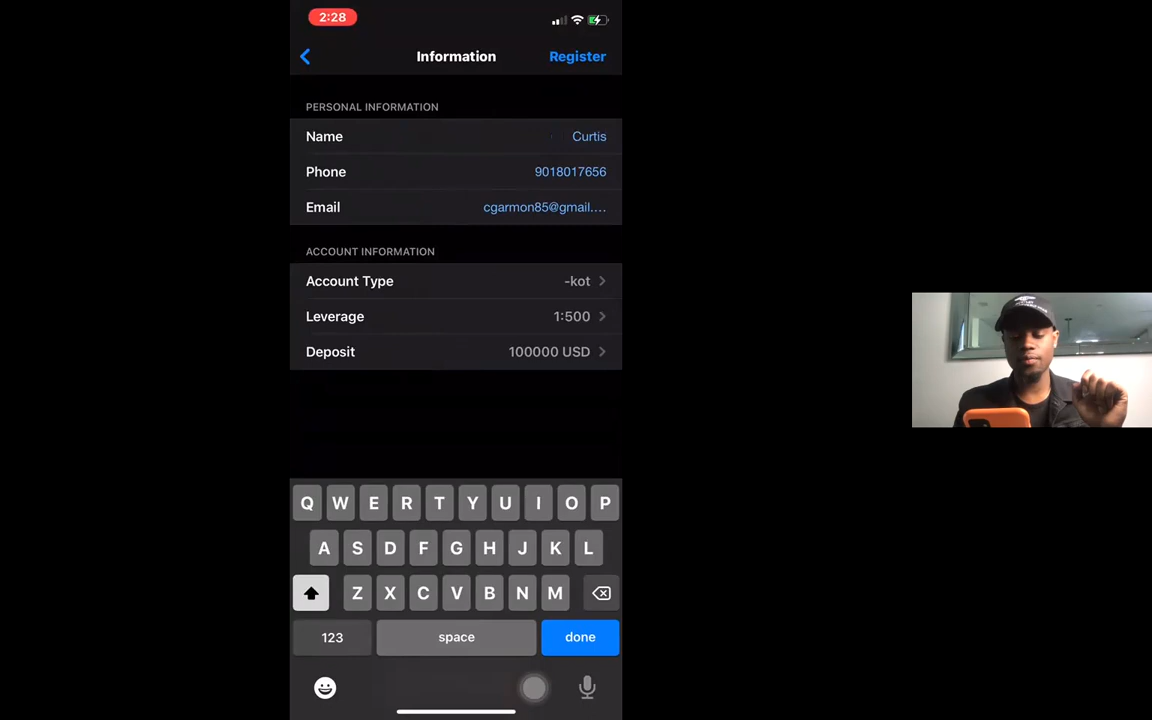 2:28
Information
Register
PERSONAL INFORMATION
Name
Curtis
Phone
9018017656
Email
cgarmon85@gmail....
ACCOUNT INFORMATION
Account Type
-kot
Leverage
1:500
Deposit
100000 USD
Q W E R T Y U I O P
A S D F G H J K L
Z X C V B N M
123
space
done